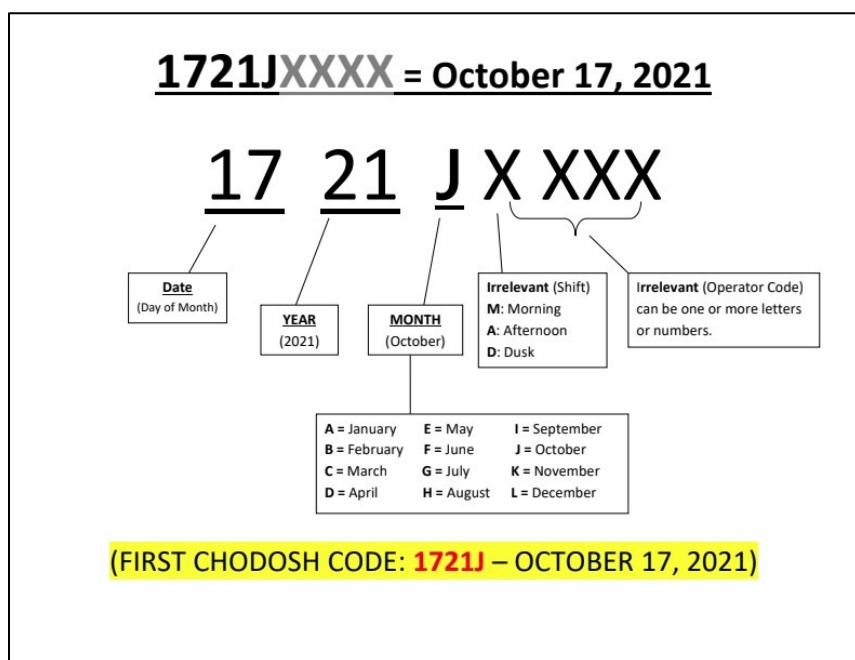 1721JXXXX = October 17, 2021
17 21 J X XXX
Date
(Day of Month)
YEAR
(2021)
MONTH
(October)
Irrelevant (Shift)
M: Morning
A: Afternoon
D: Dusk
Irrelevant (Operator Code)
can be one or more letters
or numbers.
A = January E = May I = September
B = February F = June J = October
C = March G = July K = November
D = April H = August L = December
(FIRST CHODOSH CODE: 1721J – OCTOBER 17, 2021)